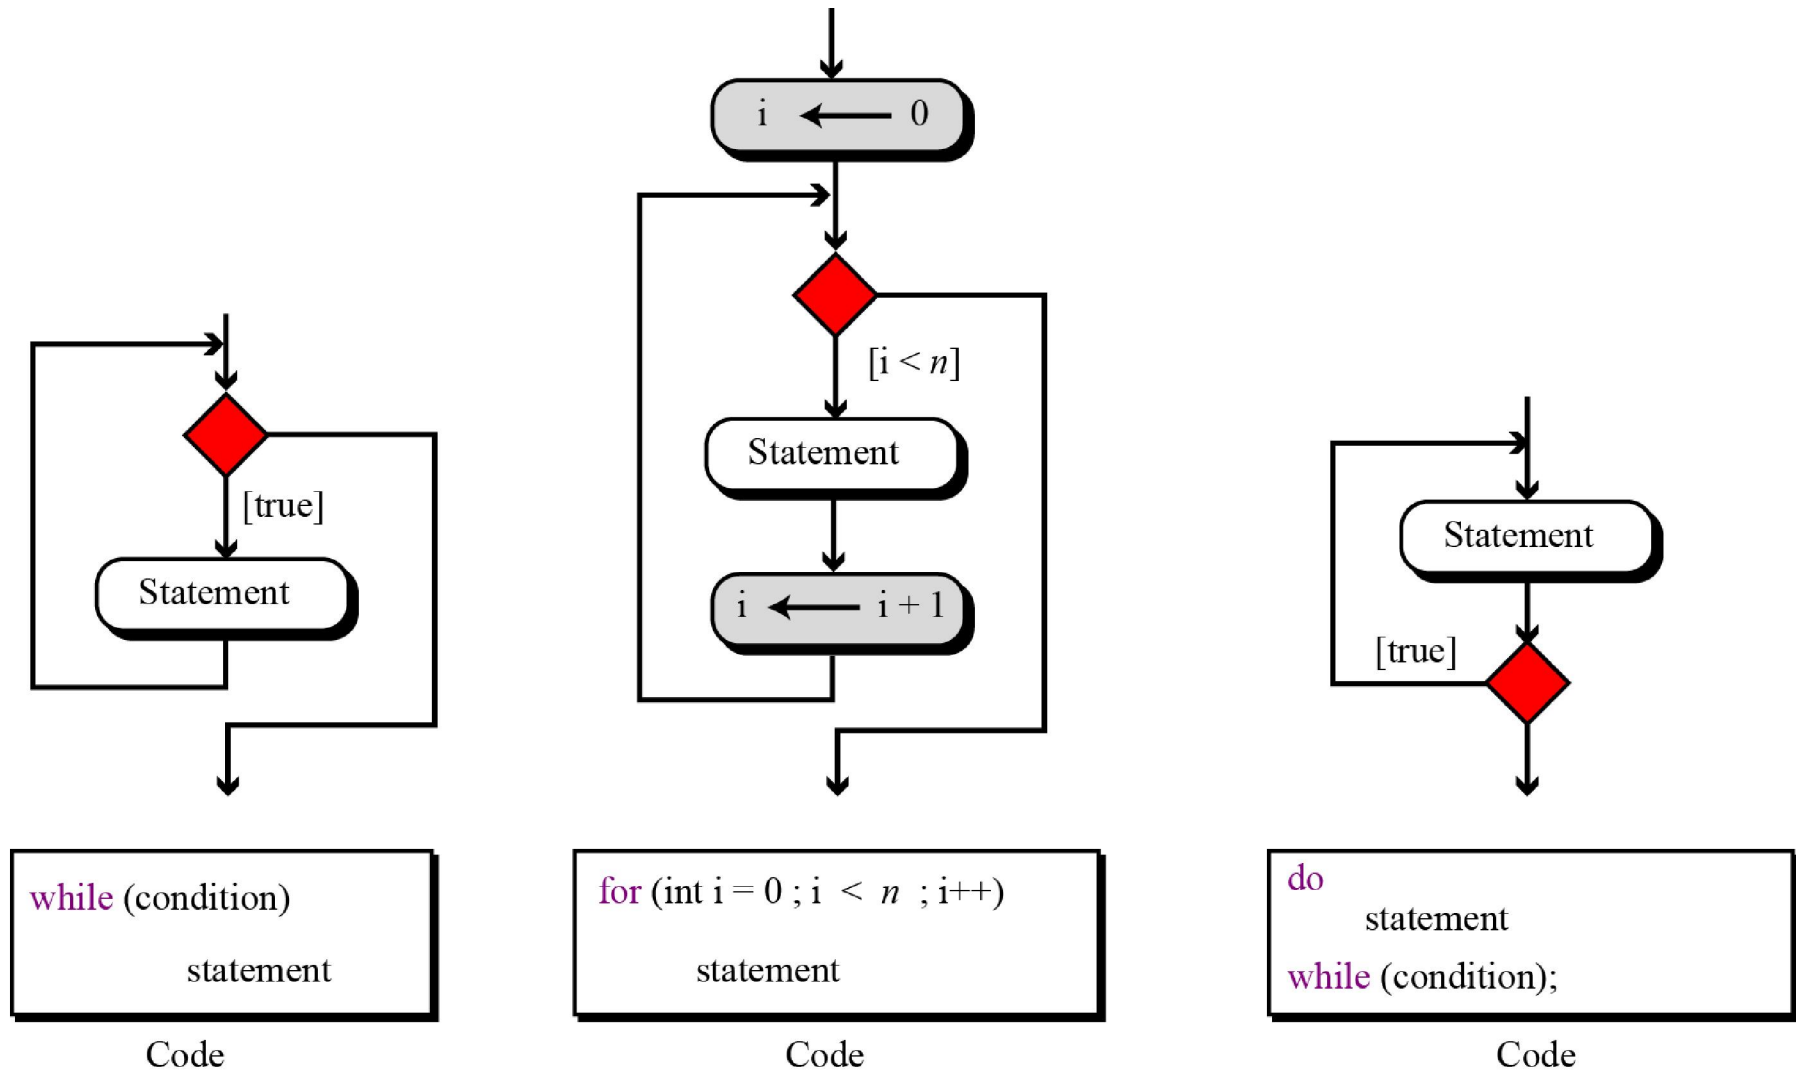 [true]
Statement
while (condition)
statement
Code
i 0
[i < n]
Statement
i i + 1
for (int i = 0 ; i < n ; i++)
statement
Code
Statement
[true]
do
statement
while (condition);
Code